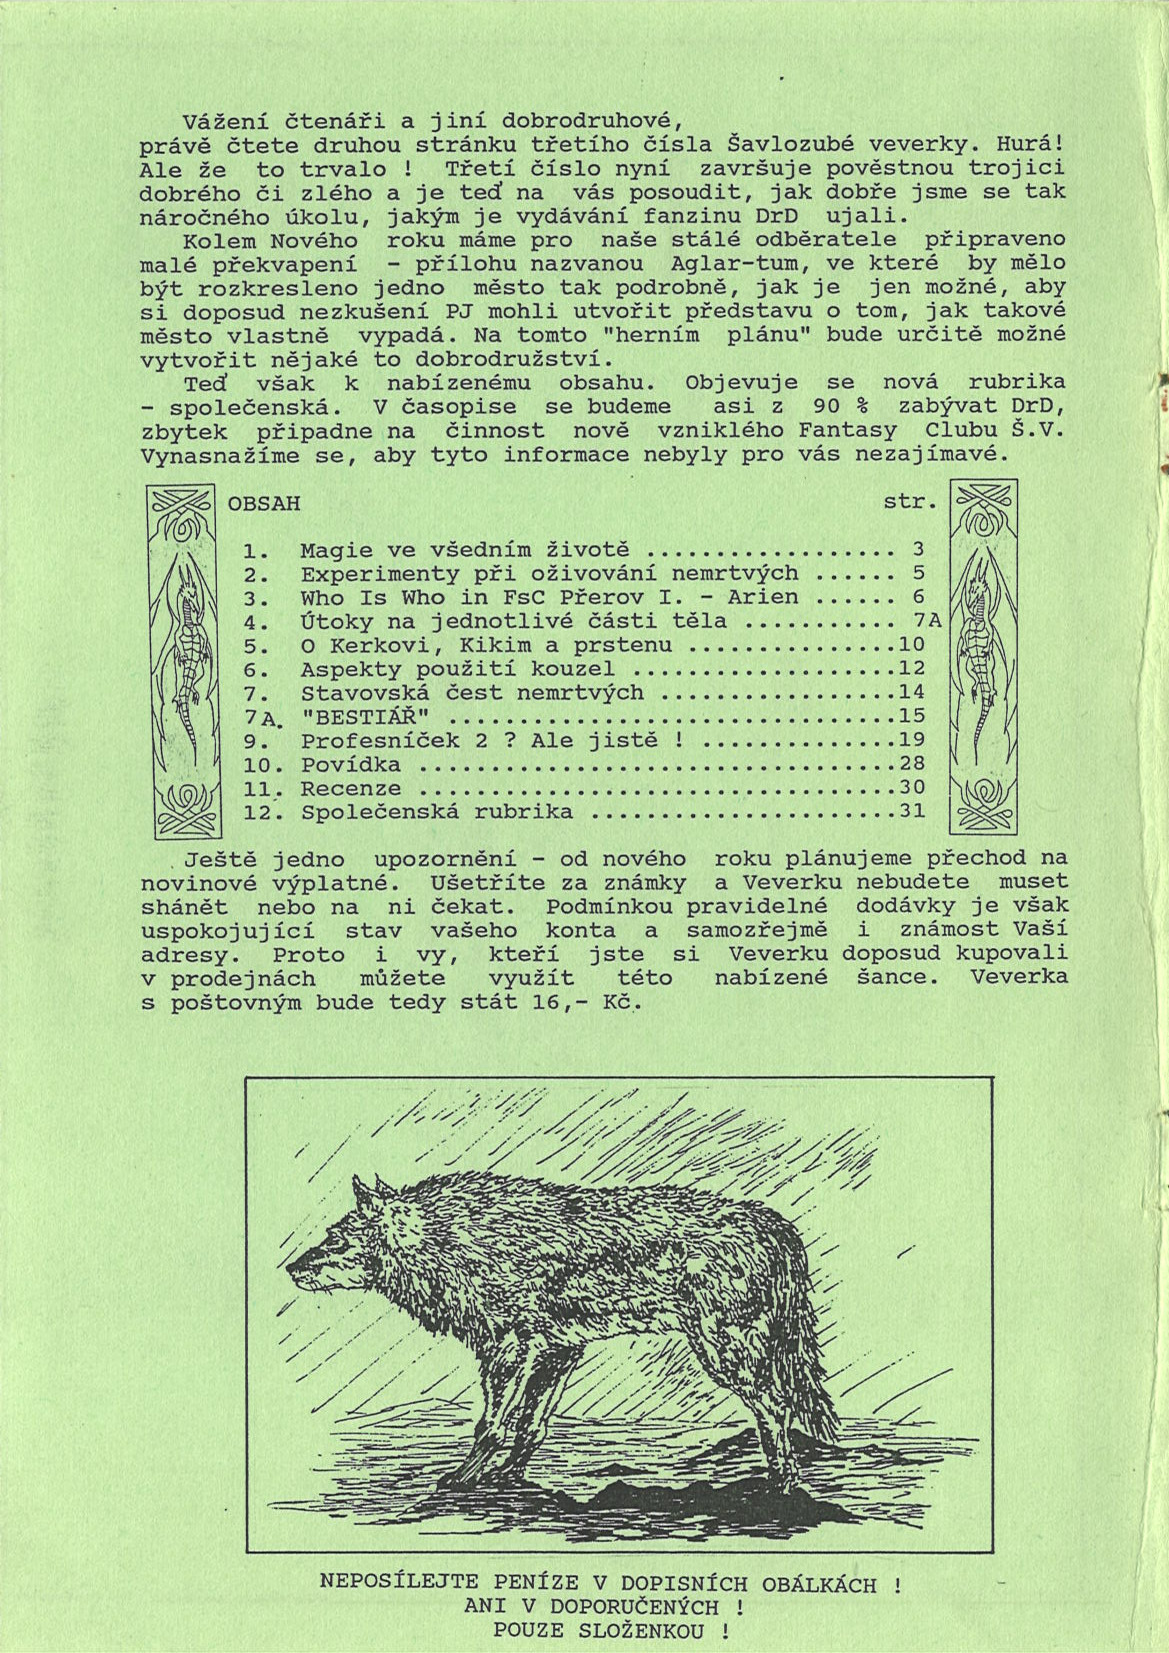 Vážení čtenáři a jiní dobrodruhové,
právě čtete druhou stránku třetího čísla Šavlozubé veverky. Hurá!
Ale že to trvalo ! Třetí číslo nyní završuje pověstnou trojici
dobrého či zlého a je teď na vás posoudit, jak dobře jsme se tak
náročného úkolu, jakým je vydávání fanzinu DrD ujali.
Kolem Nového roku máme pro naše stálé odběratele připraveno
malé překvapení - přílohu nazvanou Aglar-tum, ve které by mělo
být rozkresleno jedno město tak podrobně, jak je jen možné, aby
si doposud nezkušení PJ mohli utvořit představu o tom, jak takové
město vlastně vypadá. Na tomto "herním plánu" bude určitě možné
vytvořit nějaké to dobrodružství.
Teď však k nabízenému obsahu. Objevuje se nová rubrika
- společenská. V časopise se budeme asi z 90 % zabývat DrD,
zbytek připadne na činnost nově vzniklého Fantasy Clubu Š.V.
Vynasnažíme se, aby tyto informace nebyly pro vás nezajímavé.
OBSAH str.
1. Magie ve všedním životě .................. 3
2. Experimenty při oživování nemrtvých ...... 5
3. Who Is Who in FsC Přerov I. - Arien ...... 6
4. Útoky na jednotlivé části těla ........... 7A
5. O Kerkovi, Kikim a prstenu ...............10
6. Aspekty použití kouzel ...................12
7. Stavovská čest nemrtvých .................14
7A. "BESTIÁŘ" ................................15
9. Profesníček 2 ? Ale jistě ! ..............19
10. Povídka ..................................28
11. Recenze ..................................30
12. Společenská rubrika ......................31
Ještě jedno upozornění - od nového roku plánujeme přechod na
novinové výplatné. Ušetříte za známky a Veverku nebudete muset
shánět nebo na ni čekat. Podmínkou pravidelné dodávky je však
uspokojující stav vašeho konta a samozřejmě i známost Vaší
adresy. Proto i vy, kteří jste si Veverku doposud kupovali
v prodejnách můžete využít této nabízené šance. Veverka
s poštovným bude tedy stát 16,- Kč.
NEPOSÍLEJTE PENÍZE V DOPISNÍCH OBÁLKÁCH !
ANI V DOPORUČENÝCH !
POUZE SLOŽENKOU !